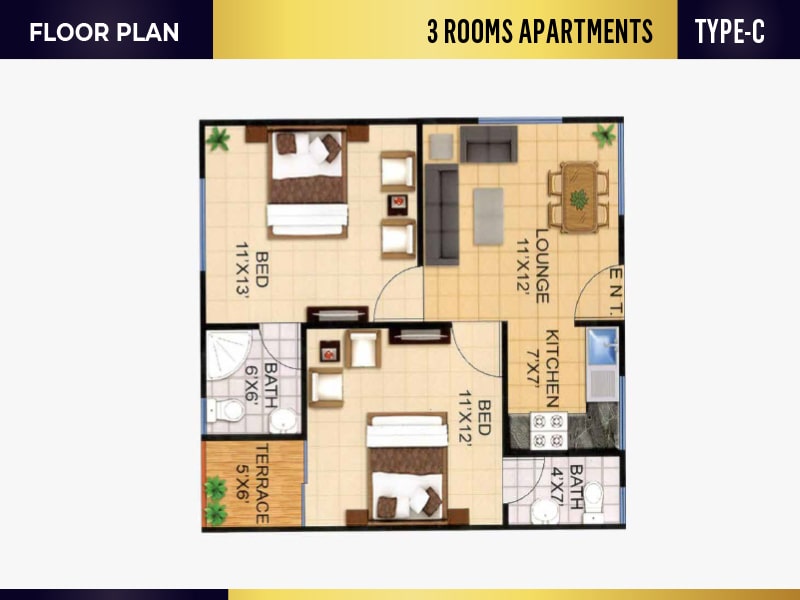 FLOOR PLAN
3 ROOMS APARTMENTS
TYPE-C
BED
11'X13'
LOUNGE
11'X12'
ENT.
KITCHEN
7'X7'
BATH
6'X6'
BED
11'X12'
TERRACE
5'X6'
BATH
4'X7'